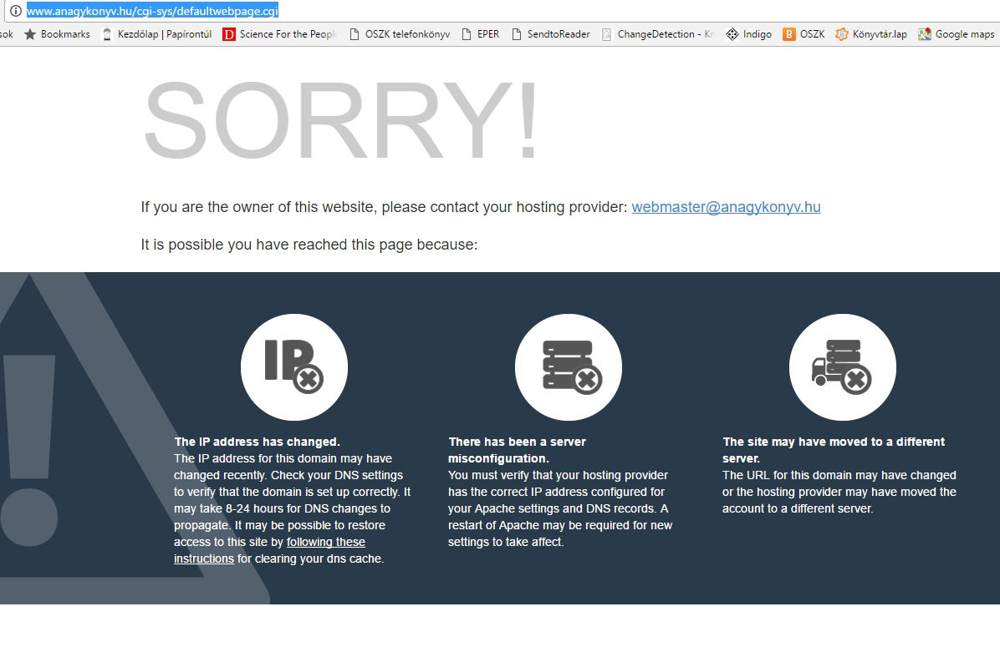 www.anagykonyv.hu/cgi-sys/defaultwebpage.cgi
sok Bookmarks Kezdőlap | Papírontúl D Science For the People OSZK telefonkönyv EPER SendtoReader ChangeDetection - Kn Indigo B OSZK Könyvtár.lap Google maps
SORRY!
If you are the owner of this website, please contact your hosting provider: webmaster@anagykonyv.hu
It is possible you have reached this page because:
IP
The IP address has changed.
The IP address for this domain may have
changed recently. Check your DNS settings
to verify that the domain is set up correctly. It
may take 8-24 hours for DNS changes to
propagate. It may be possible to restore
access to this site by following these
instructions for clearing your dns cache.
There has been a server
misconfiguration.
You must verify that your hosting provider
has the correct IP address configured for
your Apache settings and DNS records. A
restart of Apache may be required for new
settings to take affect.
The site may have moved to a different
server.
The URL for this domain may have changed
or the hosting provider may have moved the
account to a different server.